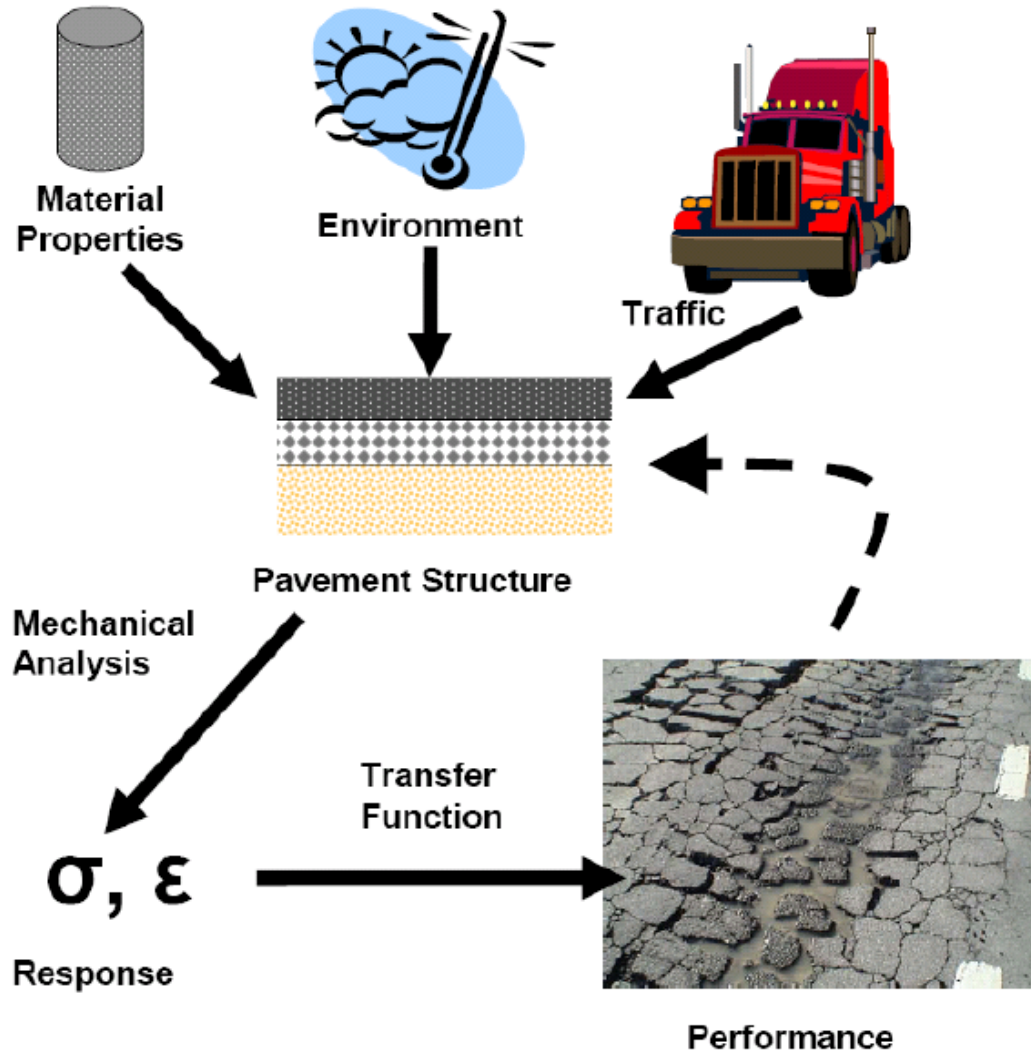 Material
Properties
Environment
Traffic
Pavement Structure
Mechanical
Analysis
Transfer
Function
σ, ε
Response
Performance